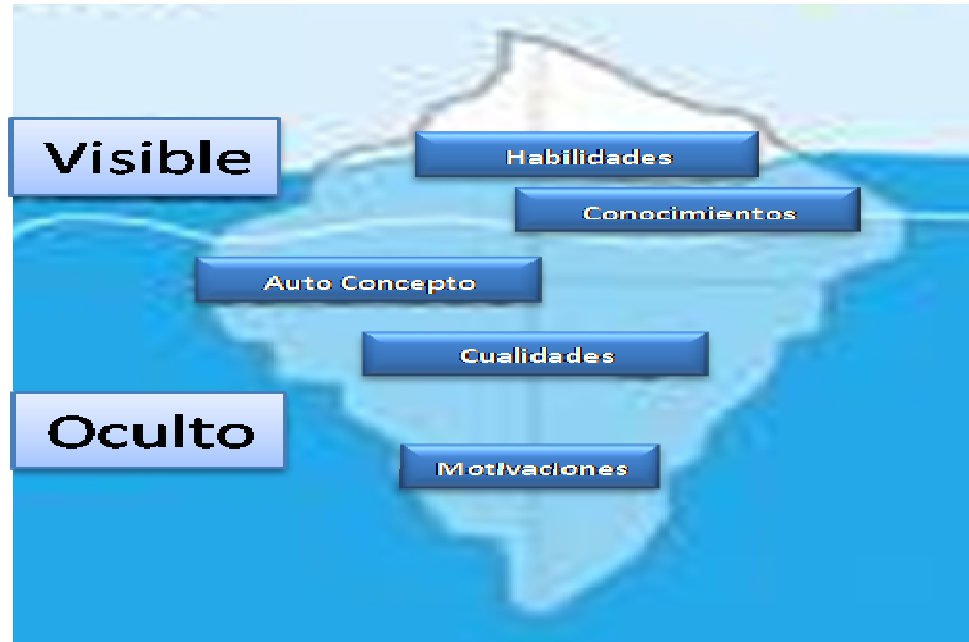 Visible
Habilidades
Conocimientos
Auto Concepto
Cualidades
Oculto
Motivaciones